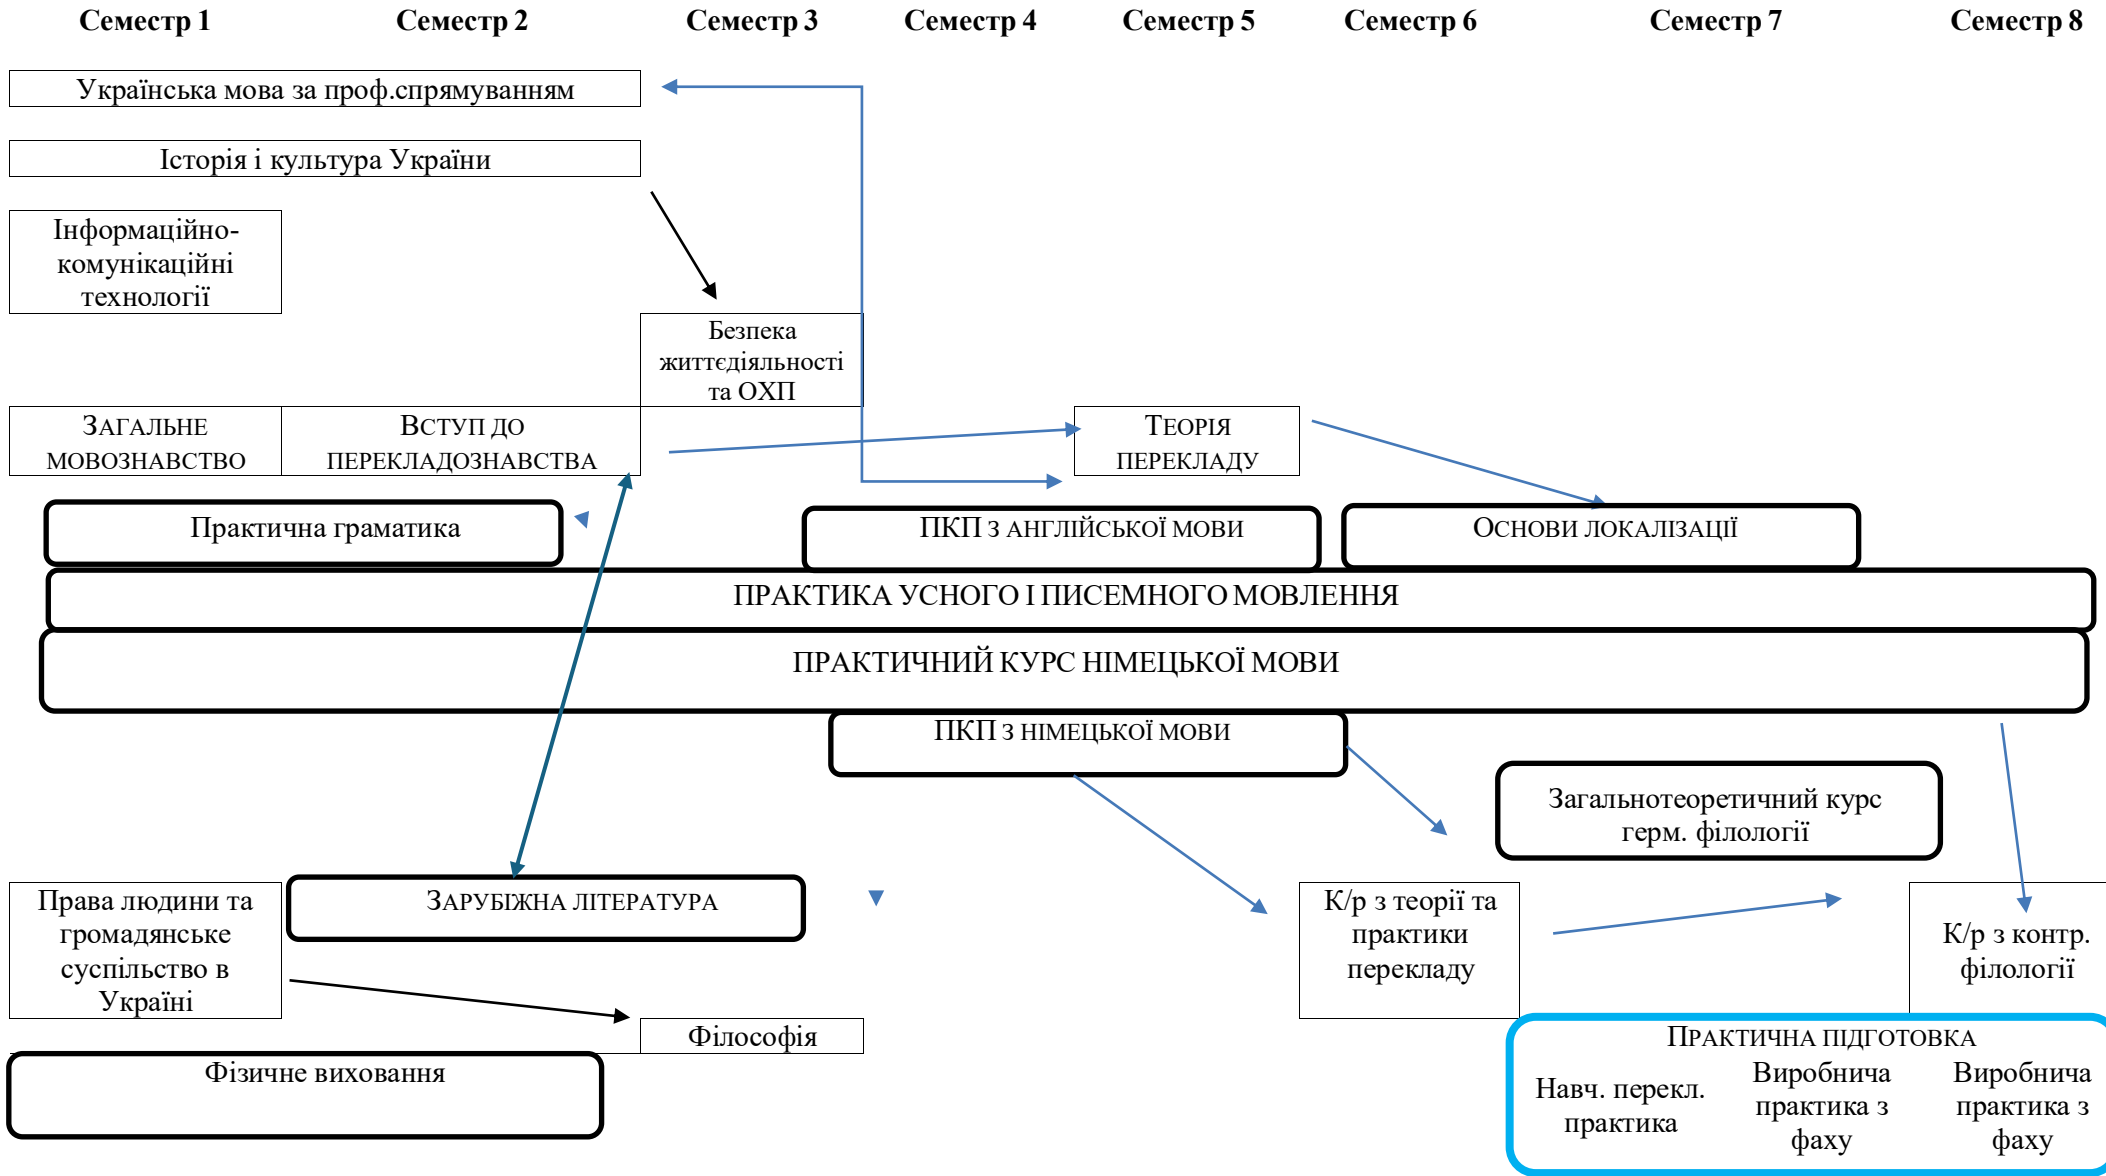 Семестр 1 Семестр 2 Семестр 3 Семестр 4 Семестр 5 Семестр 6 Семестр 7 Семестр 8
Українська мова за проф.спрямуванням
Історія і культура України
Інформаційно-
комунікаційні
технології
Безпека
життєдіяльності
та ОХП
ЗАГАЛЬНЕ
МОВОЗНАВСТВО
ВСТУП ДО
ПЕРЕКЛАДОЗНАВСТВА
ТЕОРІЯ
ПЕРЕКЛАДУ
Практична граматика
ПКП З АНГЛІЙСЬКОЇ МОВИ
ОСНОВИ ЛОКАЛІЗАЦІЇ
ПРАКТИКА УСНОГО І ПИСЕМНОГО МОВЛЕННЯ
ПРАКТИЧНИЙ КУРС НІМЕЦЬКОЇ МОВИ
ПКП З НІМЕЦЬКОЇ МОВИ
Загальнотеоретичний курс
герм. філології
Права людини та
громадянське
суспільство в
Україні
ЗАРУБІЖНА ЛІТЕРАТУРА
К/р з теорії та
практики
перекладу
К/р з контр.
філології
Філософія
Фізичне виховання
ПРАКТИЧНА ПІДГОТОВКА
Навч. перекл.
практика
Виробнича
практика з
фаху
Виробнича
практика з
фаху